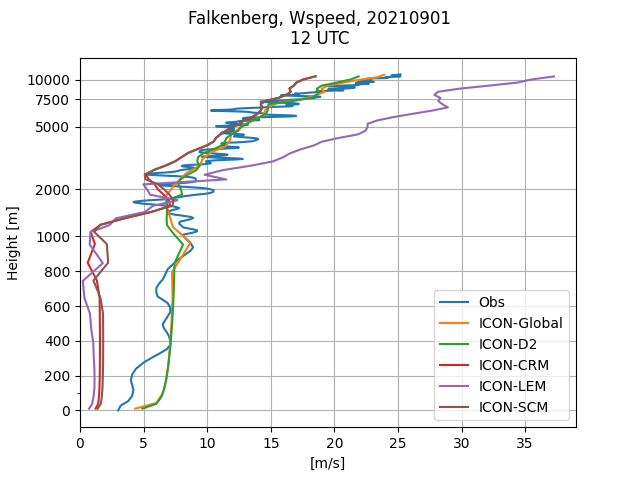 Falkenberg, Wspeed, 20210901
12 UTC
Height [m]
10000
7500
5000
2000
1000
800
600
400
200
0
Obs
ICON-Global
ICON-D2
ICON-CRM
ICON-LEM
ICON-SCM
0 5 10 15 20 25 30 35
[m/s]